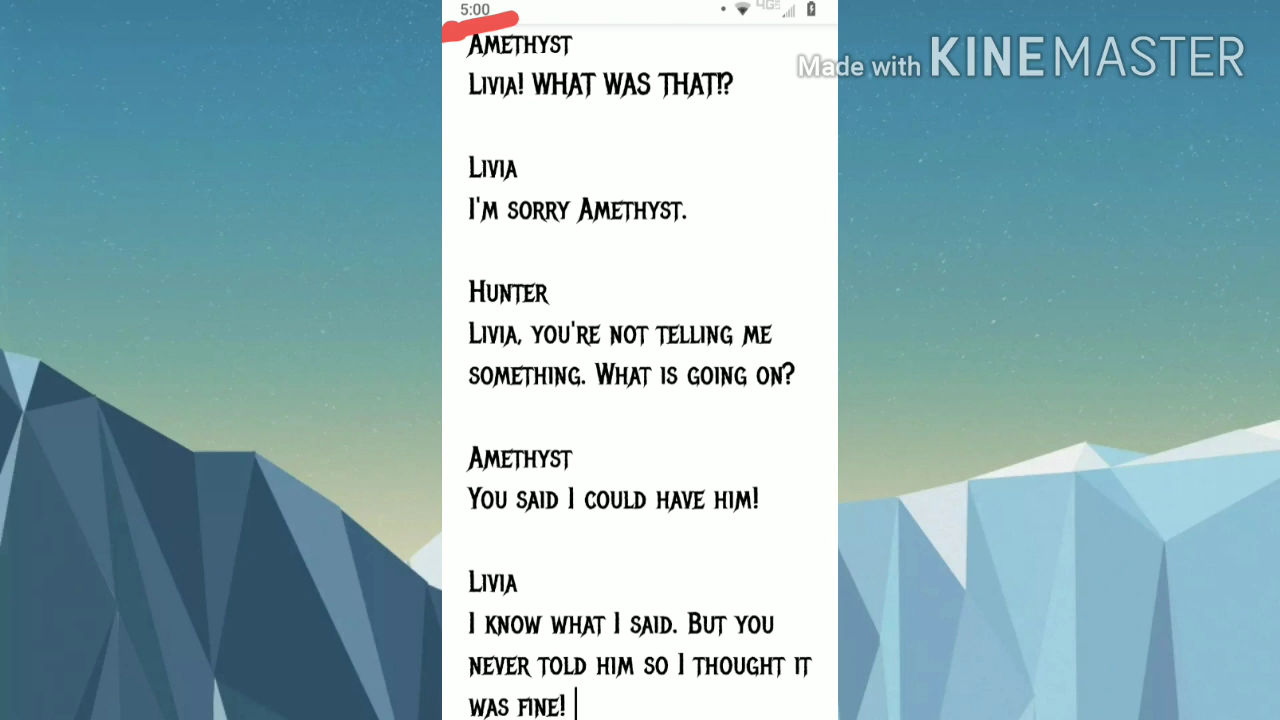 5:00
4G
Made with KINEMASTER
Amethyst
Livia! WHAT WAS THAT!?
Livia
I'm sorry Amethyst.
Hunter
Livia, you're not telling me
something. What is going on?
Amethyst
You said I could have him!
Livia
I know what I said. But you
never told him so I thought it
was fine!